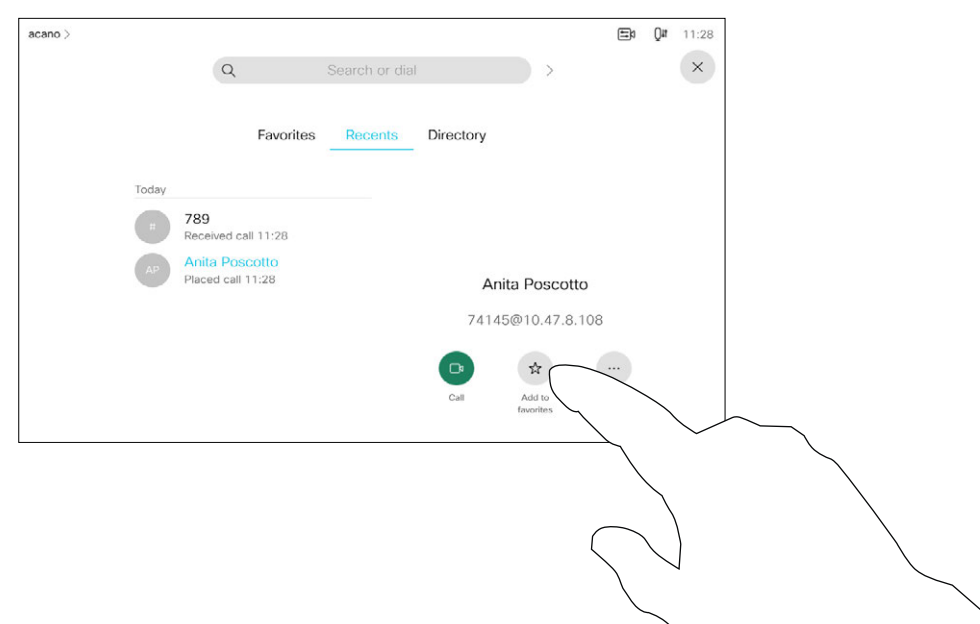 acano >
11:28
Search or dial
Favorites Recents Directory
Today
#
789
Received call 11:28
AP
Anita Poscotto
Placed call 11:28
Anita Poscotto
74145@10.47.8.108
...
Call
Add to
favorites